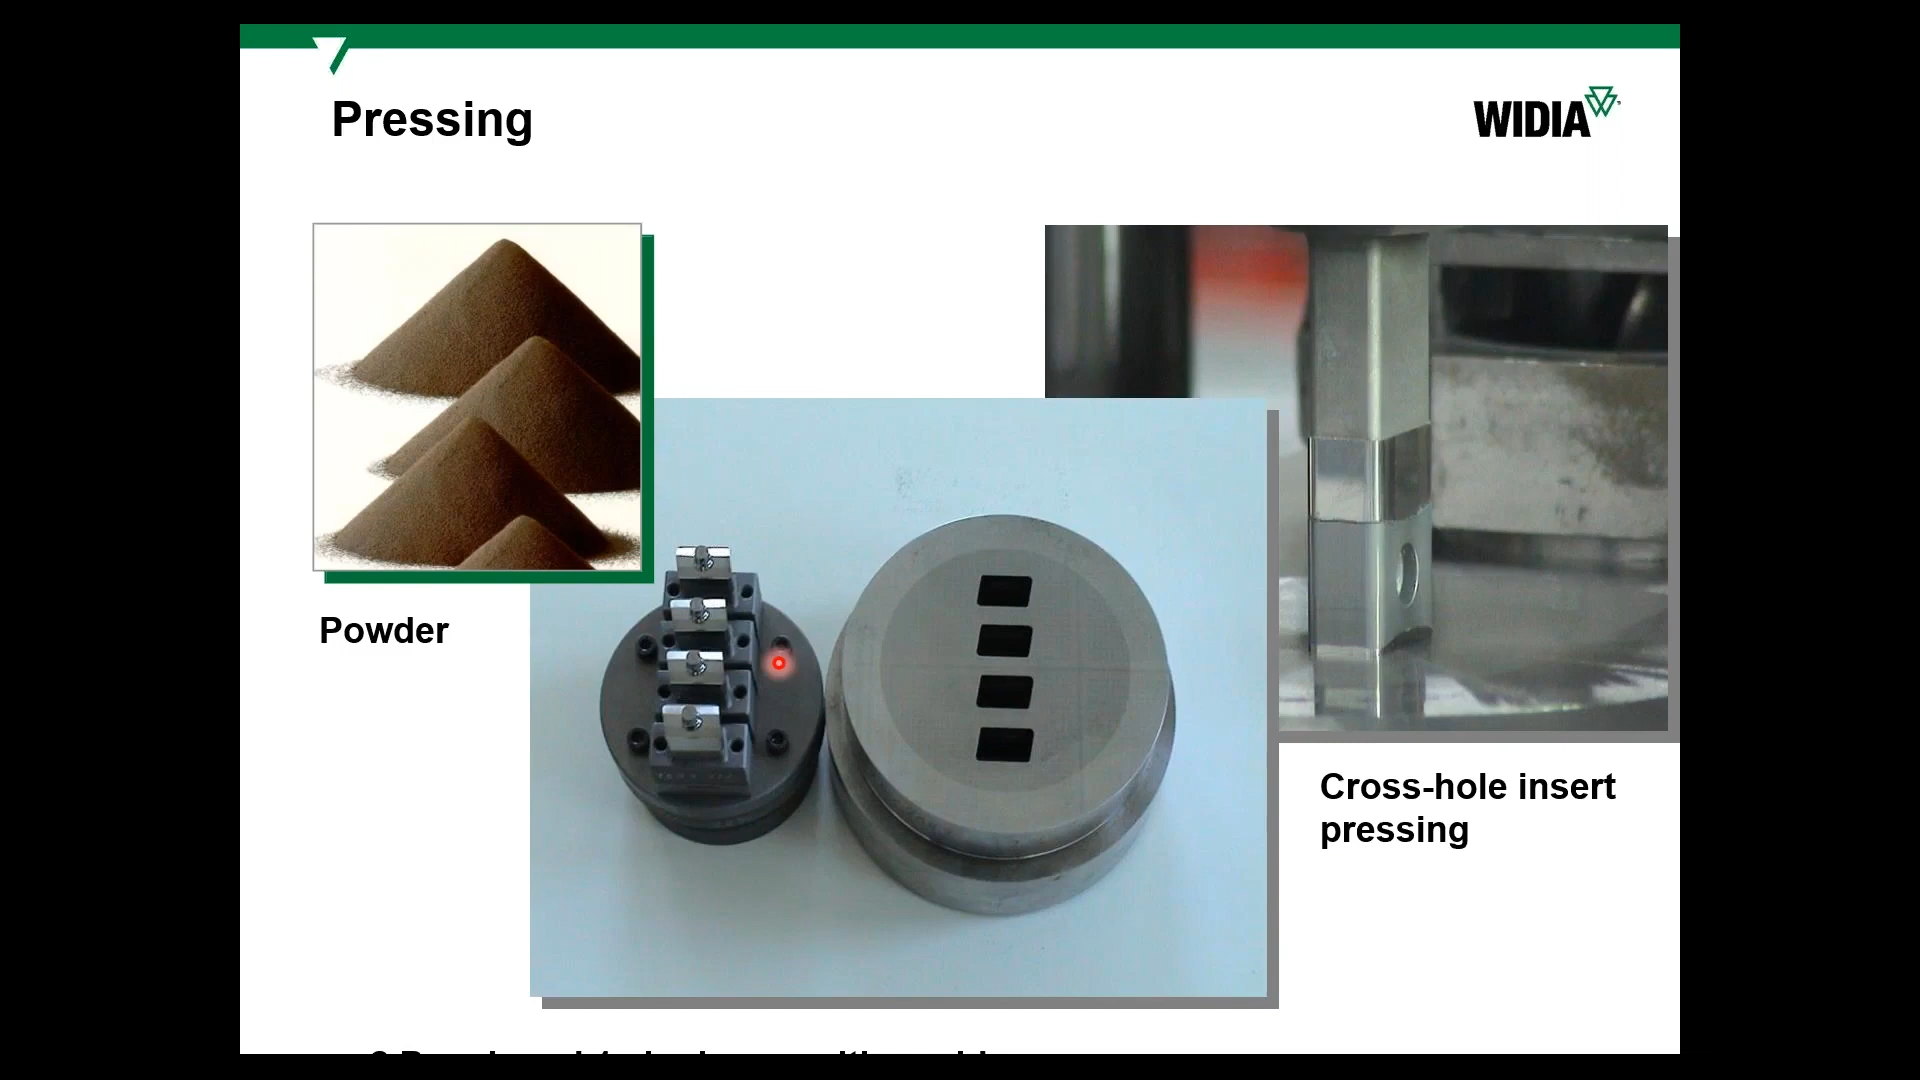 Pressing
WIDIA
Powder
Cross-hole insert
pressing